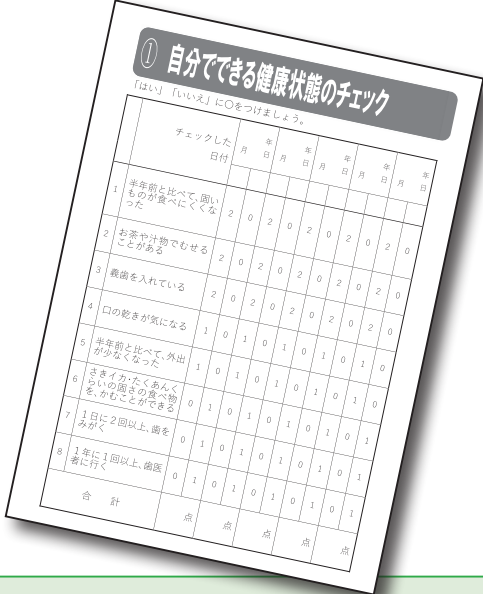 ① 自分でできる健康状態のチェック
「はい」「いいえ」に○をつけましょう。
チェックした 年 年 年 年 年
日付 月 日 月 日 月 日 月 日 月 日
1 半年前と比べて、固い
ものが食べにくくな
った 2 0 2 0 2 0 2 0 2 0
2 お茶や汁物でむせる
ことがある 2 0 2 0 2 0 2 0 2 0
3 義歯を入れている 2 0 2 0 2 0 2 0 2 0
4 口の乾きが気になる 1 0 1 0 1 0 1 0 1 0
5 半年前と比べて、外出
が少なくなった 1 0 1 0 1 0 1 0 1 0
6 さきイカ・たくあんく
らいの固さの食べ物
を、かむことができる 0 1 0 1 0 1 0 1 0 1
7 1日に2回以上、歯を
みがく 0 1 0 1 0 1 0 1 0 1
8 1年に1回以上、歯医
者に行く 0 1 0 1 0 1 0 1 0 1
合 計 点 点 点 点 点